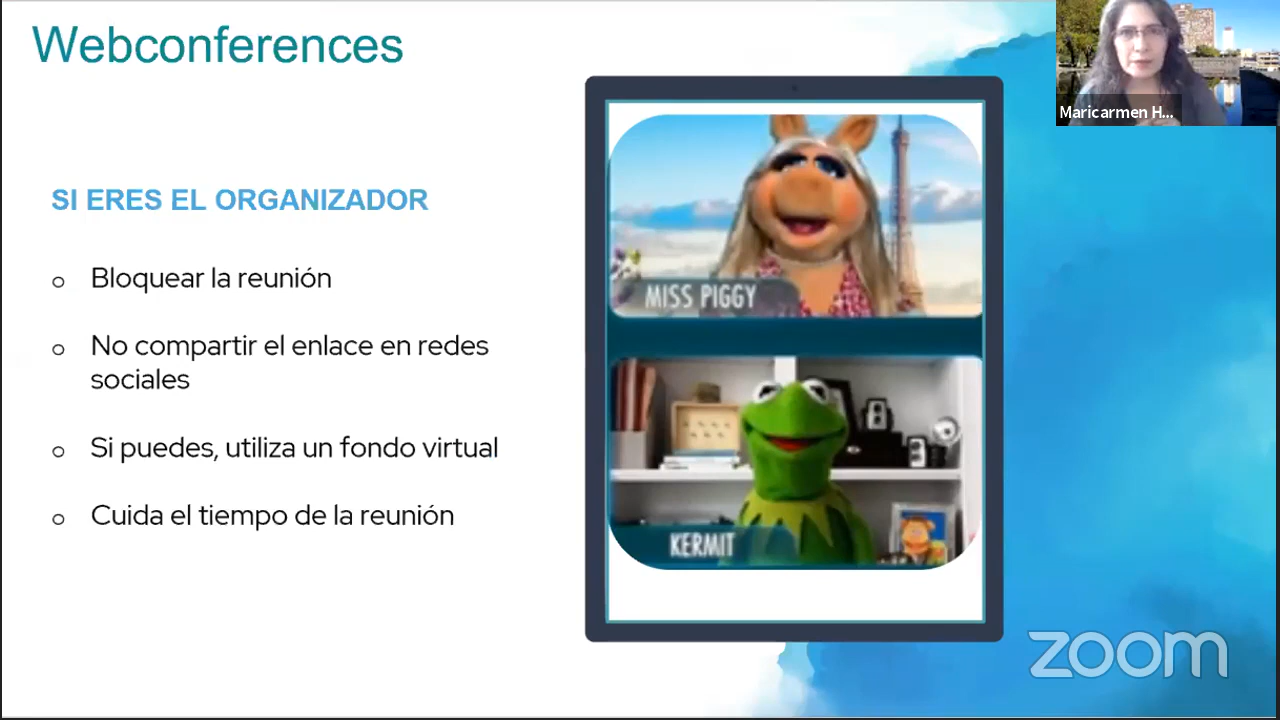 Webconferences
Maricarmen H...
SI ERES EL ORGANIZADOR
o Bloquear la reunión
o No compartir el enlace en redes
sociales
o Si puedes, utiliza un fondo virtual
o Cuida el tiempo de la reunión
MISS PIGGY
KERMIT
zoom